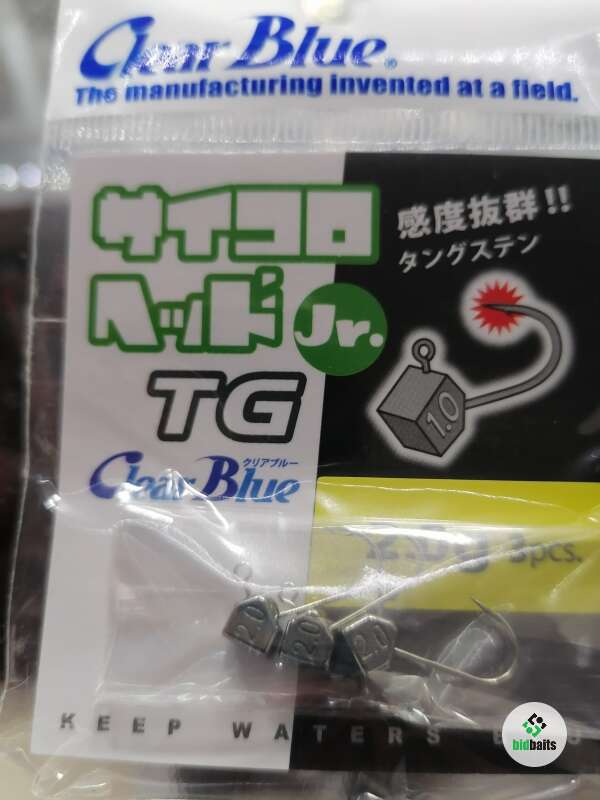 Clear Blue®
The manufacturing invented at a field.
サイコロ
ヘッド Jr.
TG
感度抜群!!
タングステン
1.0
クリアブルー
Clear Blue
2.0g 3pcs.
2.0 2.0 2.0
KEEP WATERS
bidbaits